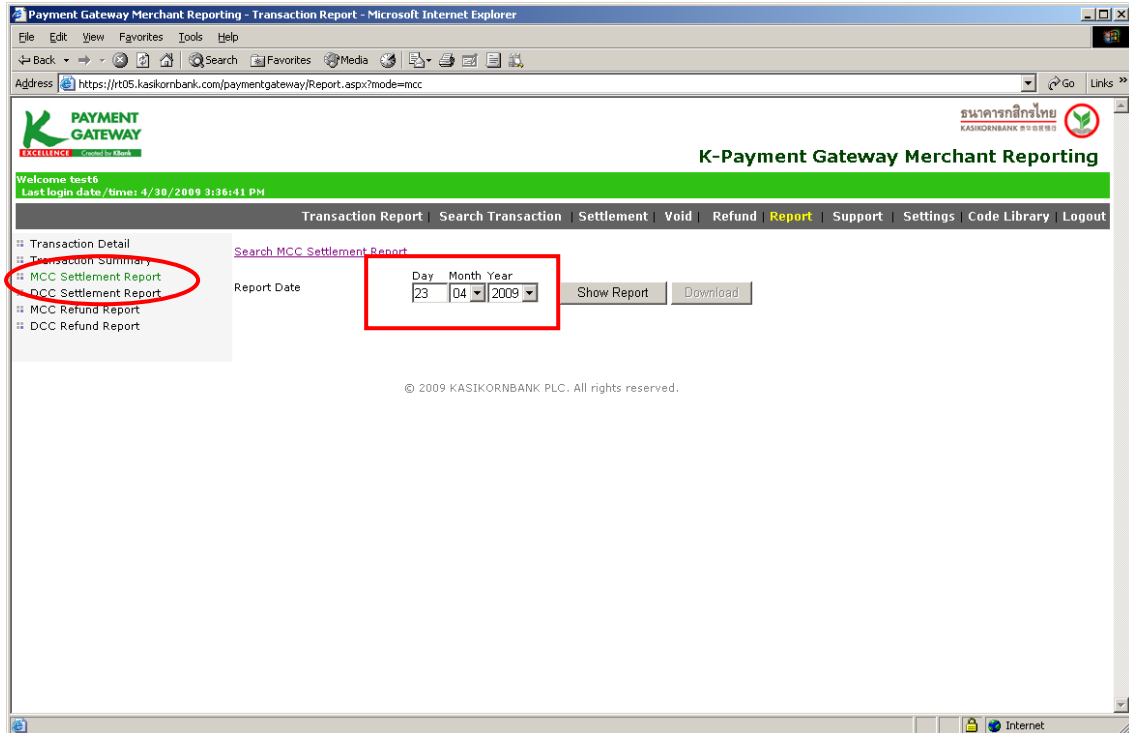 Payment Gateway Merchant Reporting - Transaction Report - Microsoft Internet Explorer
File Edit View Favorites Tools Help
Back Search Favorites Media
Address https://rt05.kasikornbank.com/paymentgateway/Report.aspx?mode=mcc Go Links »
PAYMENT
GATEWAY
EXCELLENCE Created by KBank
ธนาคารกสิกรไทย
KASIKORNBANK
K-Payment Gateway Merchant Reporting
Welcome test6
Last login date/time: 4/30/2009 3:36:41 PM
Transaction Report | Search Transaction | Settlement | Void | Refund | Report | Support | Settings | Code Library | Logout
Transaction Detail
Transaction Summary
MCC Settlement Report
DCC Settlement Report
MCC Refund Report
DCC Refund Report
Search MCC Settlement Report
Day Month Year
Report Date 23 04 2009 Show Report Download
© 2009 KASIKORNBANK PLC. All rights reserved.
Internet